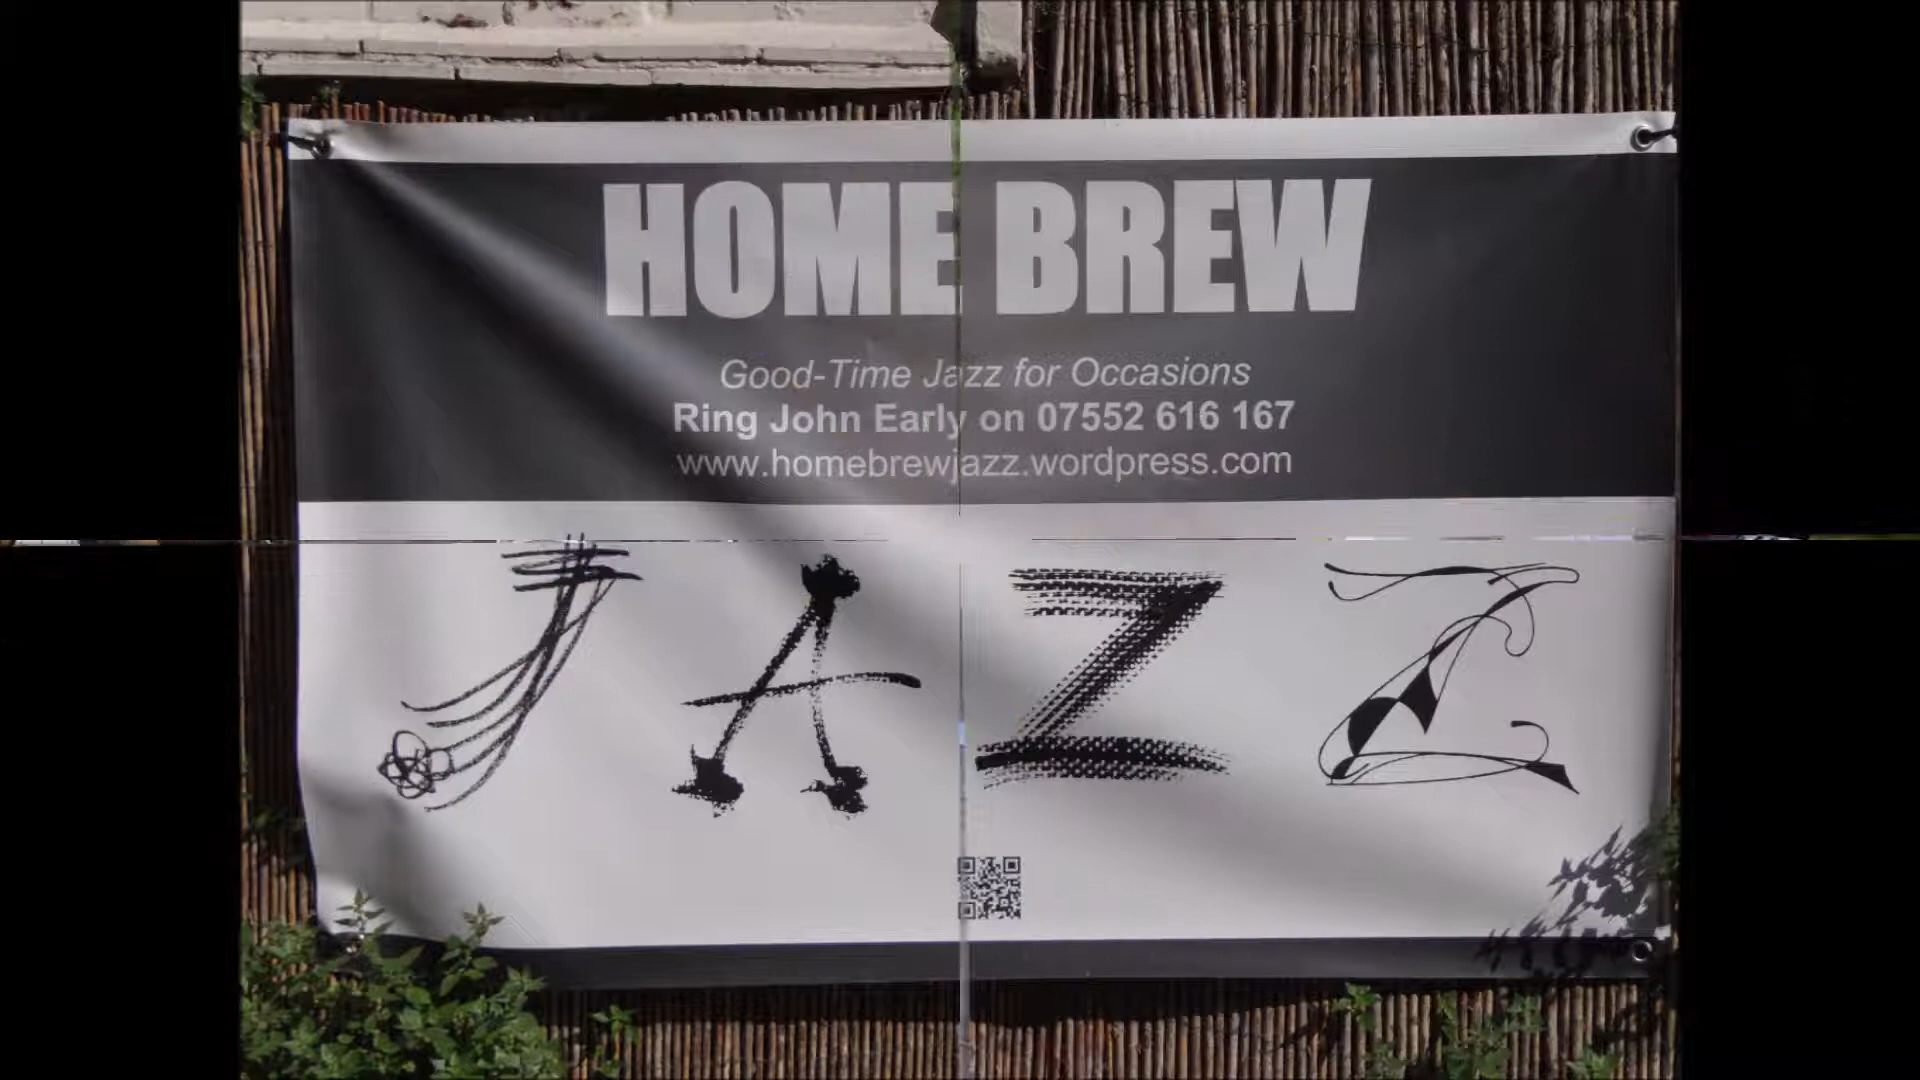 HOME BREW
Good-Time Jazz for Occasions
Ring John Early on 07552 616 167
www.homebrewjazz.wordpress.com
JAZZ